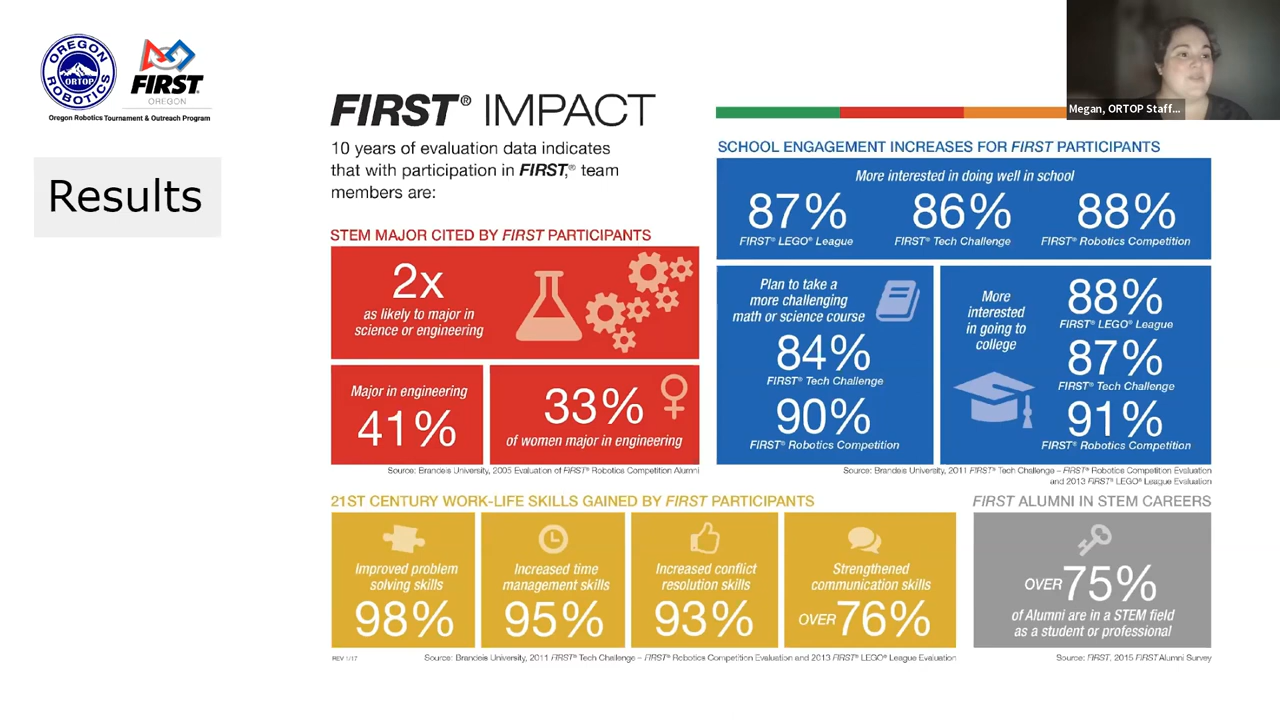 OREGON
ROBOTICS
ORTOP
FIRST®
OREGON
Oregon Robotics Tournament & Outreach Program
Results
Megan, ORTOP Staff...
FIRST® IMPACT
10 years of evaluation data indicates
that with participation in FIRST,® team
members are:
STEM MAJOR CITED BY FIRST PARTICIPANTS
2x
as likely to major in
science or engineering
Major in engineering
41%
33%
of women major in engineering
Source: Brandeis University, 2005 Evaluation of FIRST® Robotics Competition Alumni
SCHOOL ENGAGEMENT INCREASES FOR FIRST PARTICIPANTS
More interested in doing well in school
87% 86% 88%
FIRST® LEGO® League FIRST® Tech Challenge FIRST® Robotics Competition
Plan to take a
more challenging
math or science course
84%
FIRST® Tech Challenge
90%
FIRST® Robotics Competition
More
interested
in going to
college
88%
FIRST® LEGO® League
87%
FIRST® Tech Challenge
91%
FIRST® Robotics Competition
Source: Brandeis University, 2011 FIRST® Tech Challenge – FIRST® Robotics Competition Evaluation
and 2013 FIRST® LEGO® League Evaluation
21ST CENTURY WORK-LIFE SKILLS GAINED BY FIRST PARTICIPANTS
Improved problem
solving skills
98%
Increased time
management skills
95%
Increased conflict
resolution skills
93%
Strengthened
communication skills
OVER 76%
REV 1/17
Source: Brandeis University, 2011 FIRST® Tech Challenge – FIRST® Robotics Competition Evaluation and 2013 FIRST® LEGO® League Evaluation
FIRST ALUMNI IN STEM CAREERS
OVER 75%
of Alumni are in a STEM field
as a student or professional
Source: FIRST, 2015 FIRST Alumni Survey